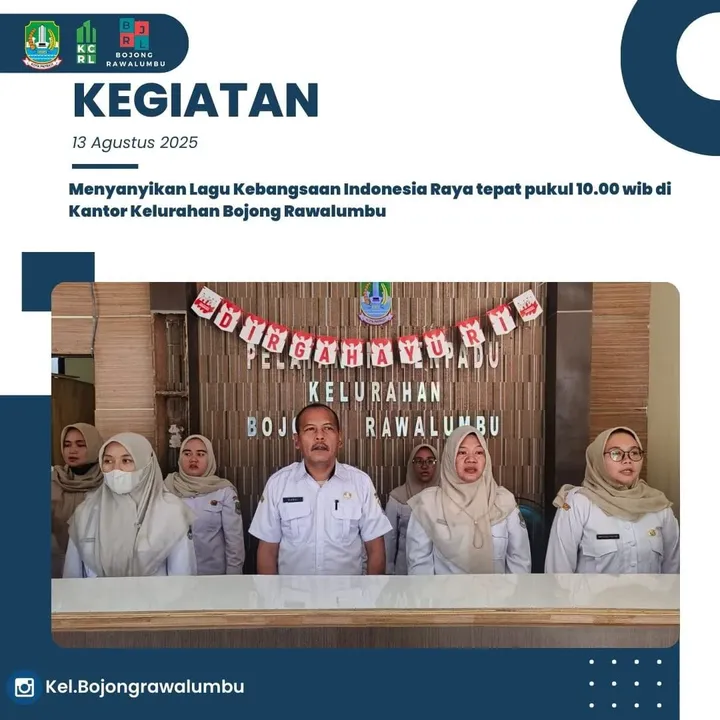 KCRL
BRJL
BOJONG
RAWALUMBU
KEGIATAN
13 Agustus 2025
Menyanyikan Lagu Kebangsaan Indonesia Raya tepat pukul 10.00 wib di
Kantor Kelurahan Bojong Rawalumbu
DIRGAHAYU RI
KELURAHAN
RAWALUMBU
Kel.Bojongrawalumbu